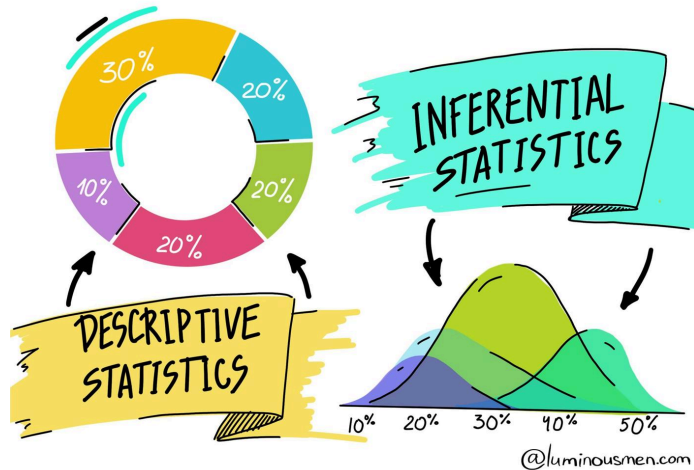 30%
20%
20%
20%
10%
INFERENTIAL
STATISTICS
DESCRIPTIVE
STATISTICS
10% 20% 30% 40% 50%
@luminousmen.com